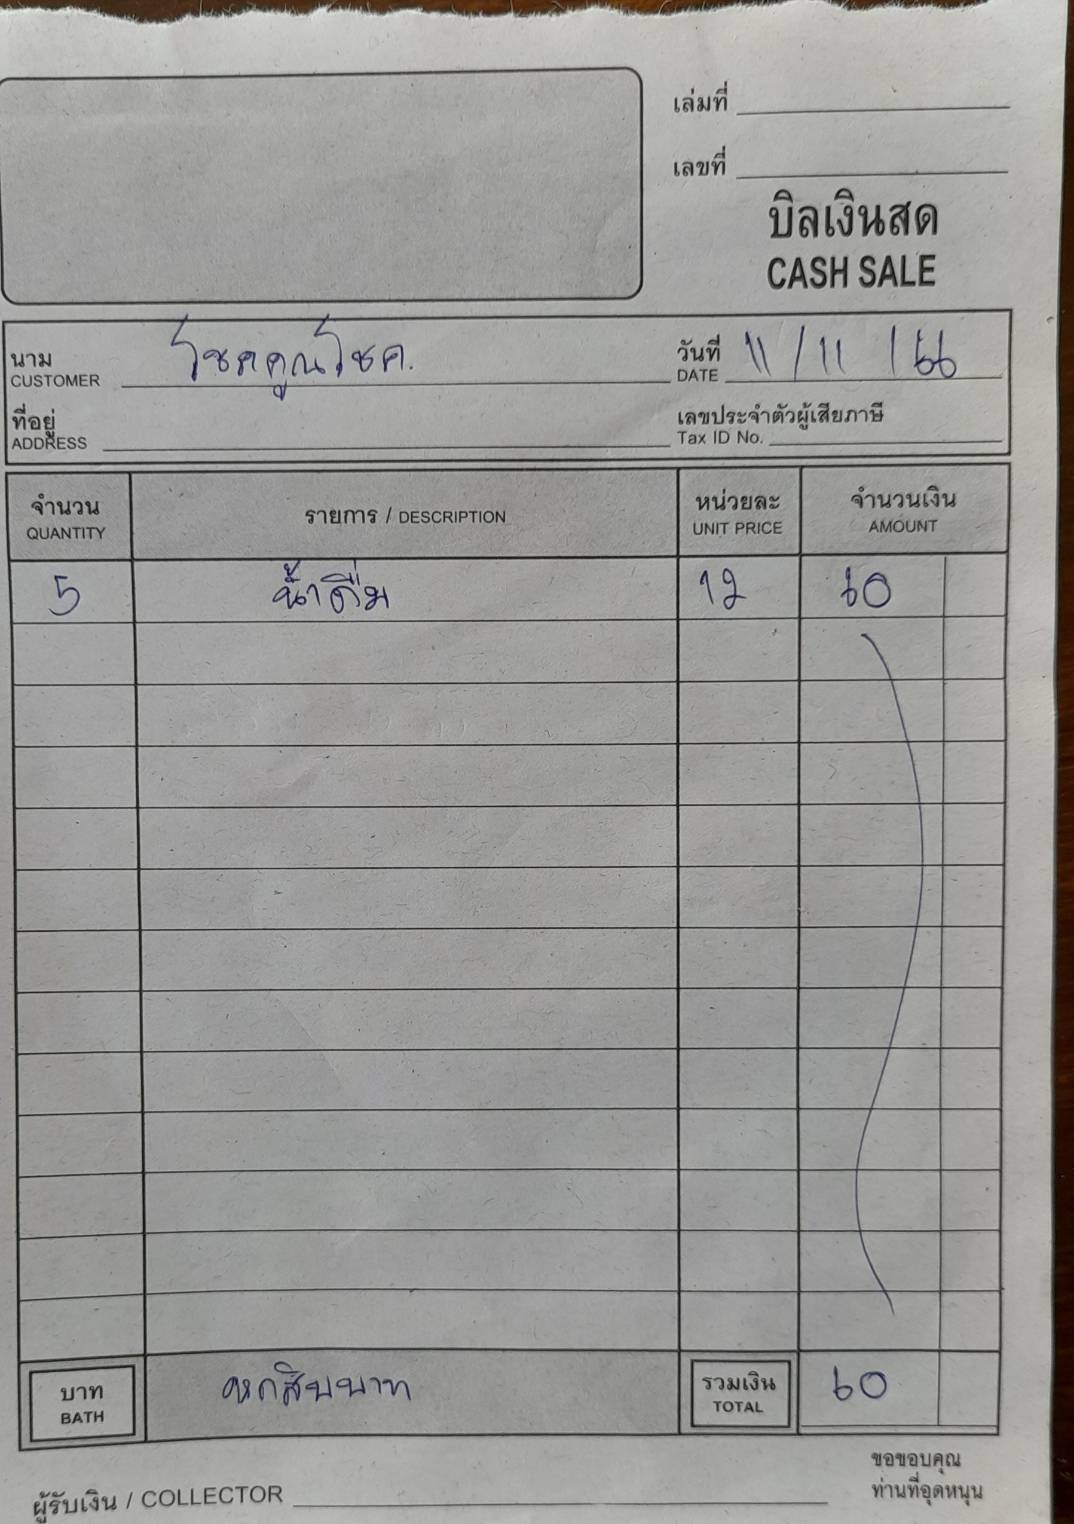 เล่มที่
เลขที่
บิลเงินสด
CASH SALE
นาม โชคคูณโชค. วันที่ 11/11/66
CUSTOMER DATE
ที่อยู่ เลขประจำตัวผู้เสียภาษี
ADDRESS Tax ID No.
จำนวน รายการ / DESCRIPTION หน่วยละ จำนวนเงิน
QUANTITY UNIT PRICE AMOUNT
5 น้ำดื่ม 12 60
บาท หกสิบบาท รวมเงิน 60
BATH TOTAL
ขอขอบคุณ
ผู้รับเงิน / COLLECTOR ท่านที่อุดหนุน